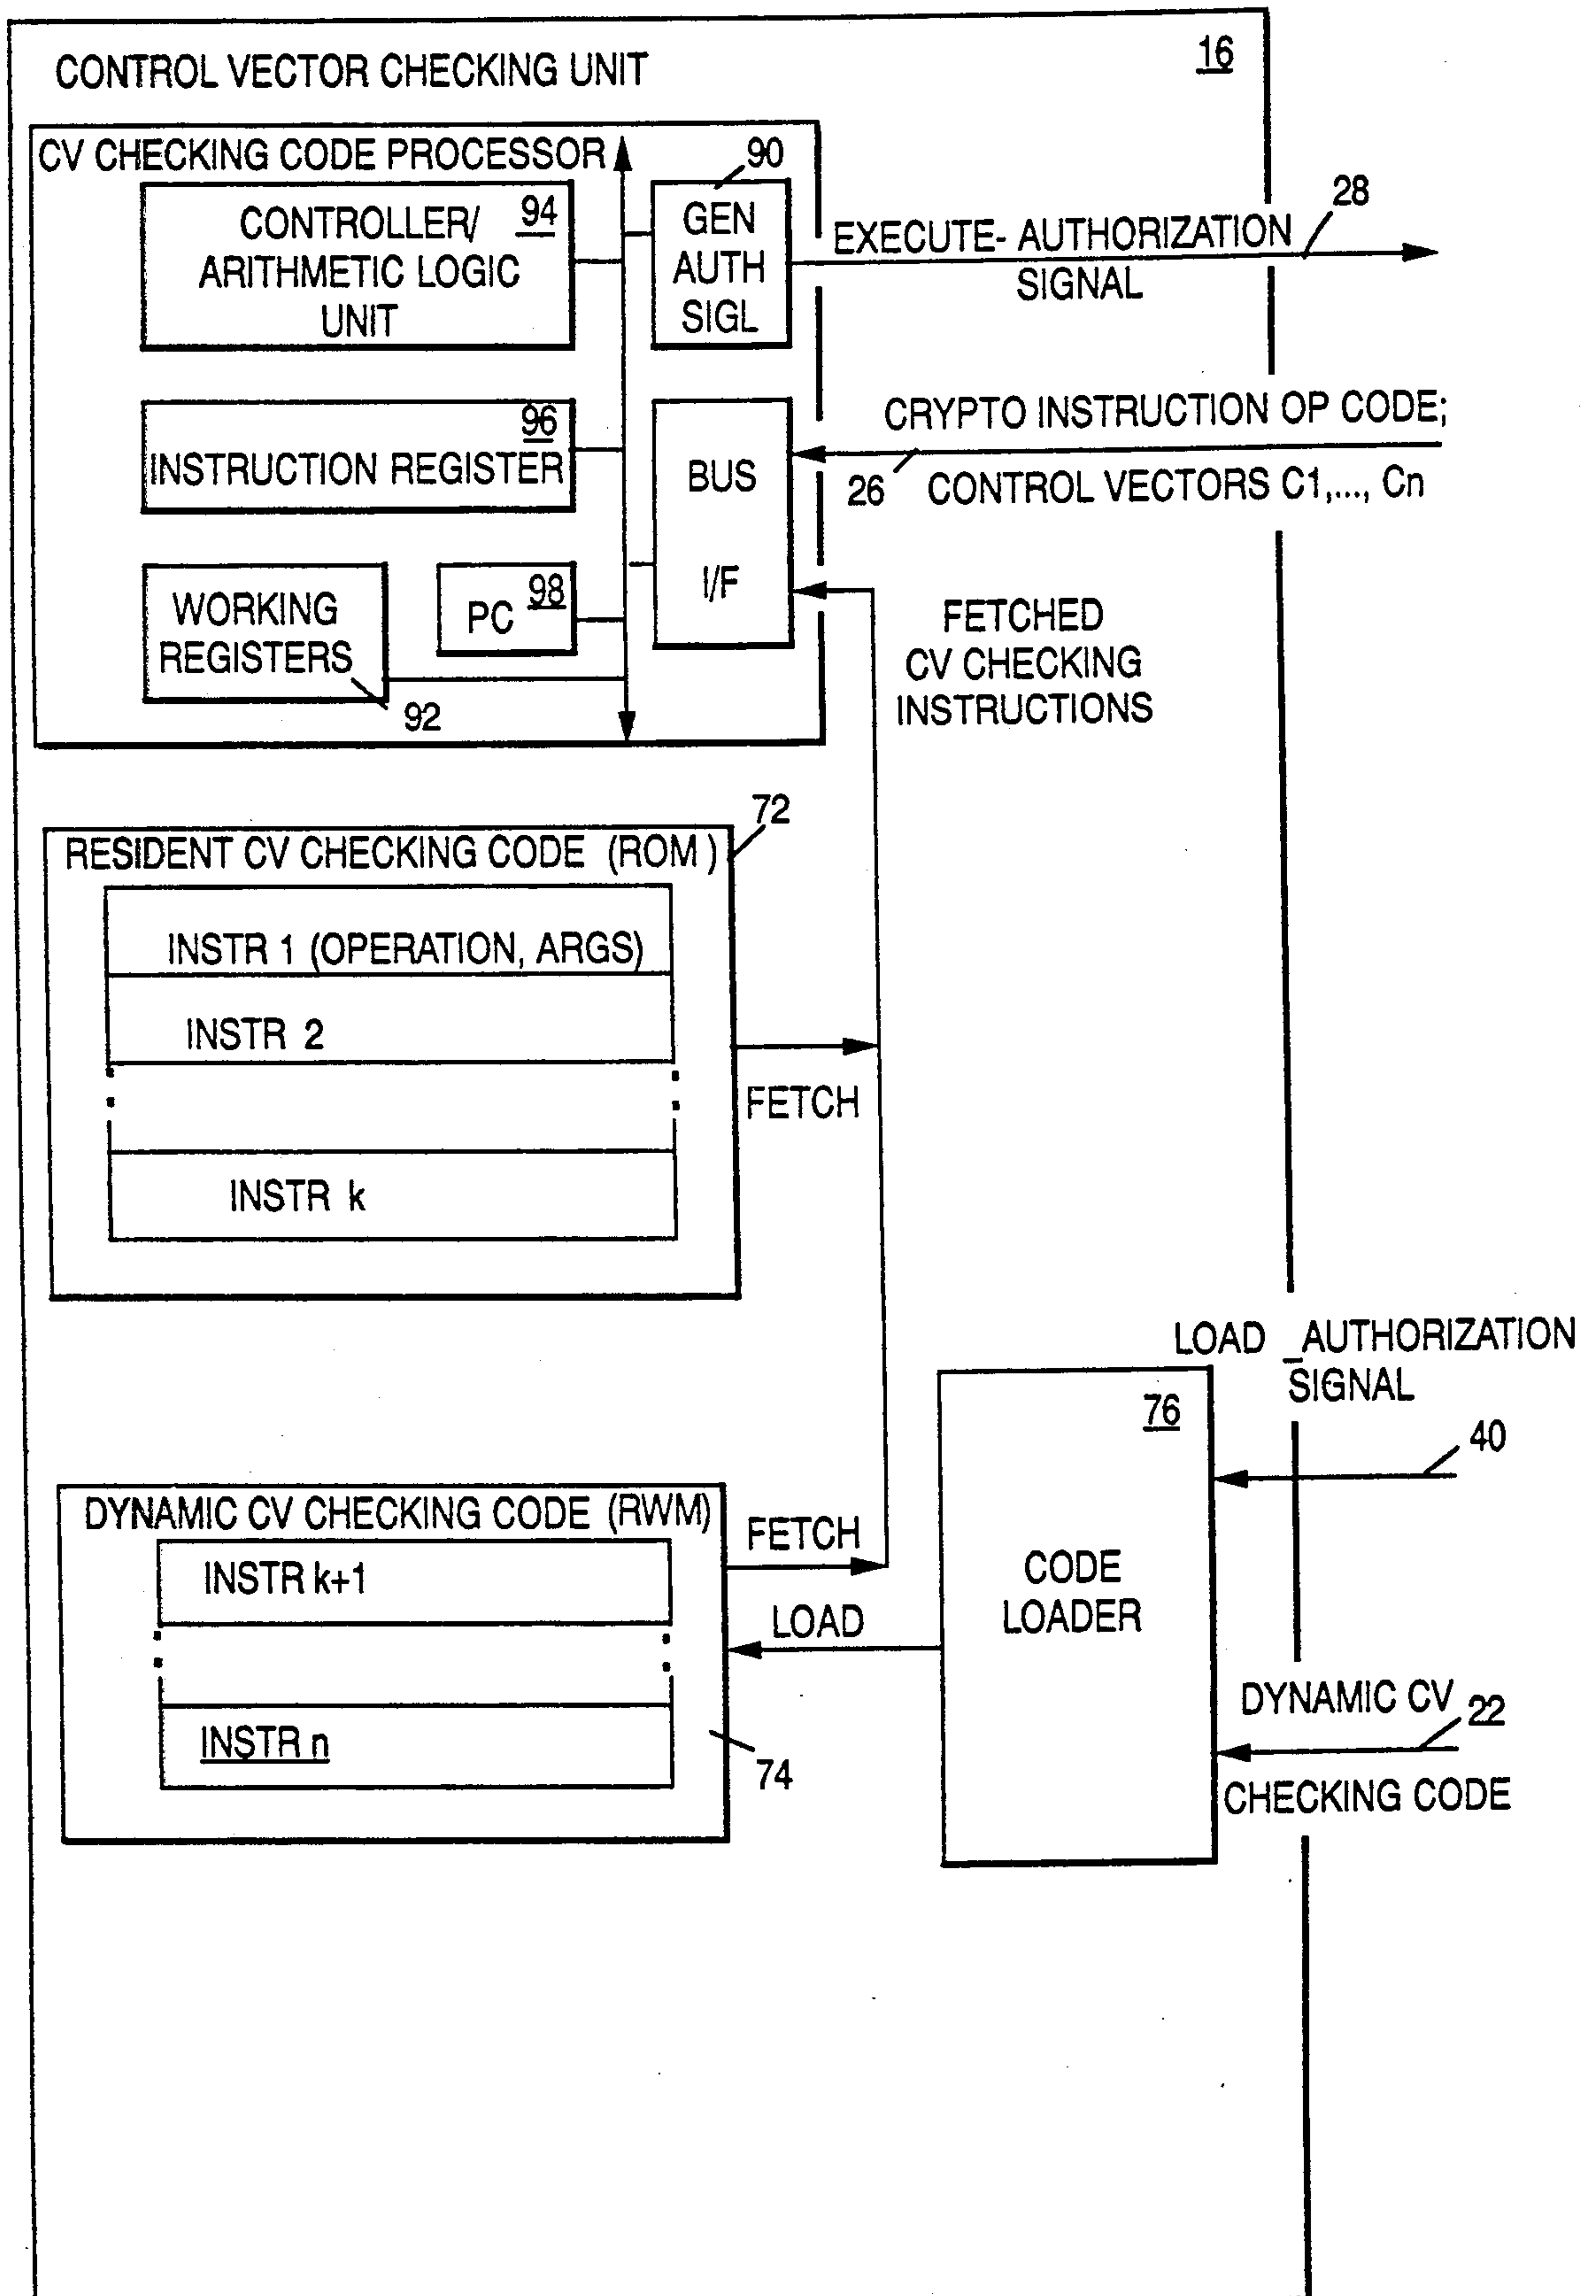 CONTROL VECTOR CHECKING UNIT
16
CV CHECKING CODE PROCESSOR
CONTROLLER/
94
ARITHMETIC LOGIC
UNIT
90
GEN
AUTH
SIGL
EXECUTE- AUTHORIZATION
SIGNAL
28
96
INSTRUCTION REGISTER
BUS
I/F
CRYPTO INSTRUCTION OP CODE;
26
CONTROL VECTORS C1,..., Cn
WORKING
REGISTERS
92
PC
98
FETCHED
CV CHECKING
INSTRUCTIONS
72
RESIDENT CV CHECKING CODE (ROM )
INSTR 1 (OPERATION, ARGS)
INSTR 2
INSTR k
FETCH
LOAD _AUTHORIZATION
SIGNAL
40
76
CODE
LOADER
DYNAMIC CV CHECKING CODE (RWM)
INSTR k+1
INSTR n
74
FETCH
LOAD
DYNAMIC CV
22
CHECKING CODE